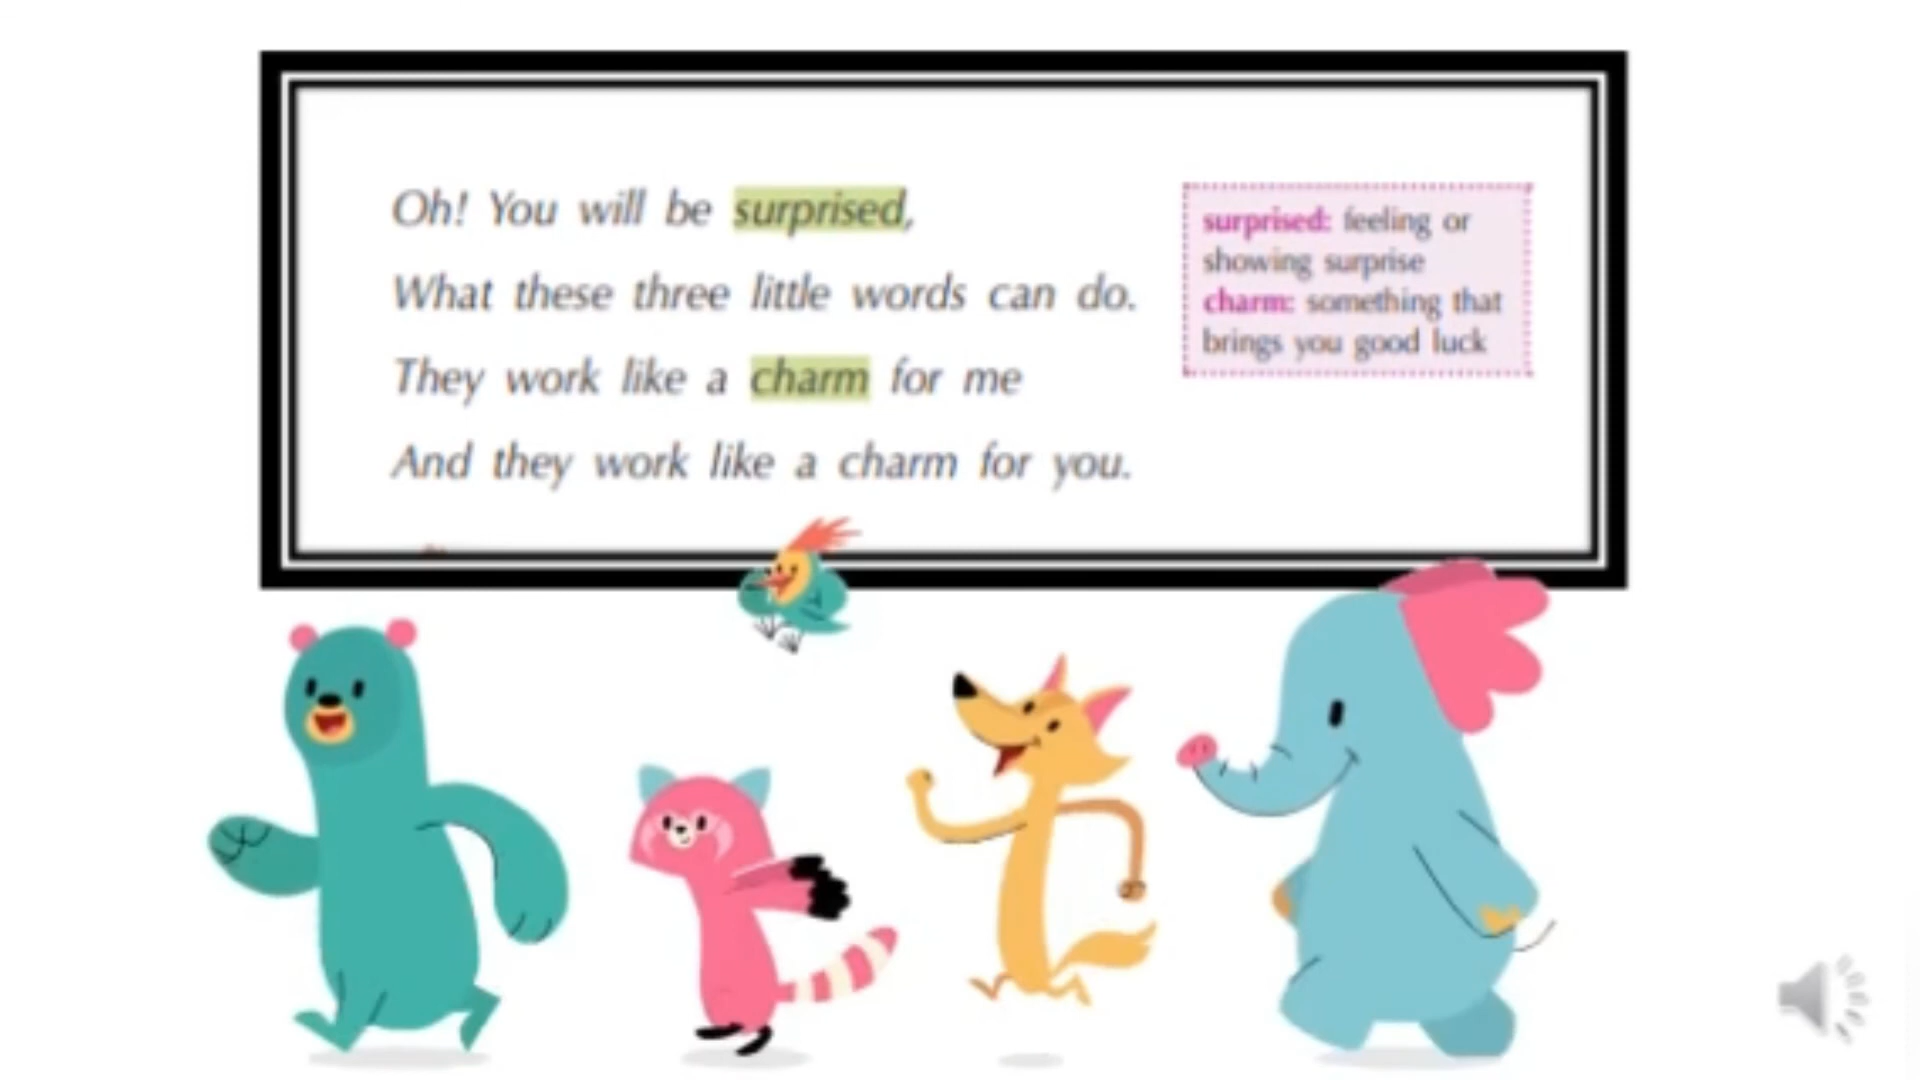 Oh! You will be surprised,
What these three little words can do.
They work like a charm for me
And they work like a charm for you.
surprised: feeling or
showing surprise
charm: something that
brings you good luck